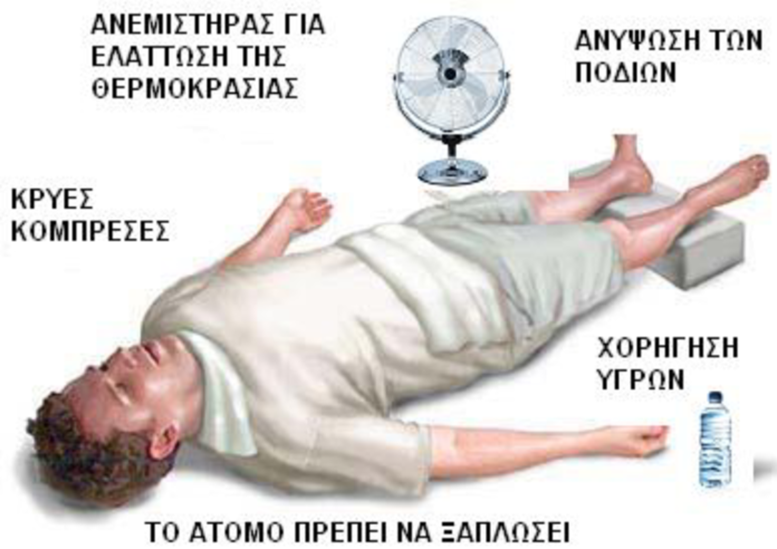 ΑΝΕΜΙΣΤΗΡΑΣ ΓΙΑ
ΕΛΑΤΤΩΣΗ ΤΗΣ
ΘΕΡΜΟΚΡΑΣΙΑΣ
ΑΝΥΨΩΣΗ ΤΩΝ
ΠΟΔΙΩΝ
ΚΡΥΕΣ
ΚΟΜΠΡΕΣΕΣ
ΧΟΡΗΓΗΣΗ
ΥΓΡΩΝ
ΤΟ ΑΤΟΜΟ ΠΡΕΠΕΙ ΝΑ ΞΑΠΛΩΣΕΙ